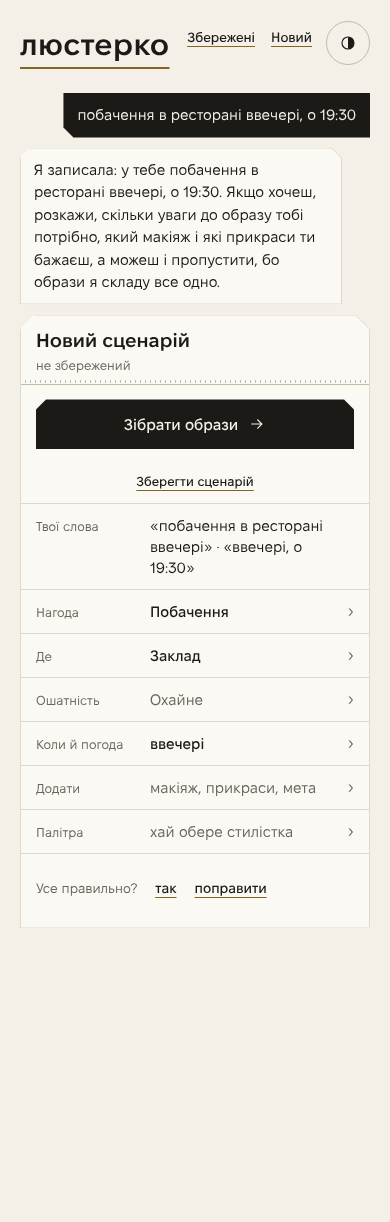 люстерко
Збережені
Новий
побачення в ресторані ввечері, о 19:30
Я записала: у тебе побачення в
ресторані ввечері, о 19:30. Якщо хочеш,
розкажи, скільки уваги до образу тобі
потрібно, який макіяж і які прикраси ти
бажаєш, а можеш і пропустити, бо
образи я складу все одно.
Новий сценарій
не збережений
Зібрати образи →
Зберегти сценарій
Твої слова
«побачення в ресторані
ввечері» · «ввечері, о
19:30»
Нагода Побачення ›
Де Заклад ›
Ошатність Охайне ›
Коли й погода ввечері ›
Додати макіяж, прикраси, мета ›
Палітра хай обере стилістка ›
Усе правильно? так поправити